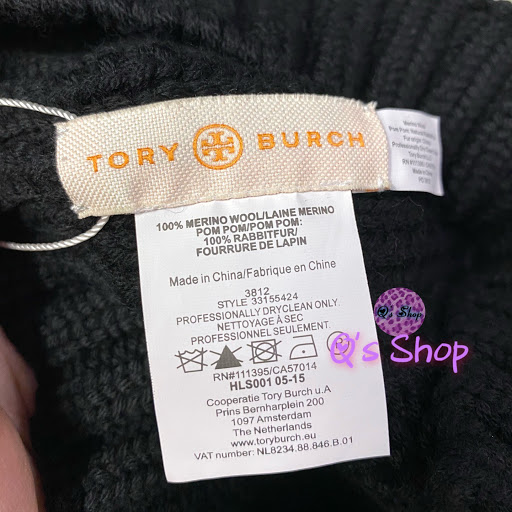 TORY BURCH
100% MERINO WOOL/LAINE MERINO
POM POM/POM POM:
100% RABBITFUR/
FOURRURE DE LAPIN
Made in China/Fabrique en Chine
3812
STYLE 33155424
PROFESSIONALLY DRY CLEAN ONLY.
NETTOYAGE À SEC
PROFESSIONNEL SEULEMENT.
RN#111395/CA57014
HLS001 05-15
Cooperatie Tory Burch u.A
Prins Bernharplein 200
1097 Amsterdam
The Netherlands
www.toryburch.eu
VAT number: NL8234.88.846.B.01
Q's Shop
Q's Shop